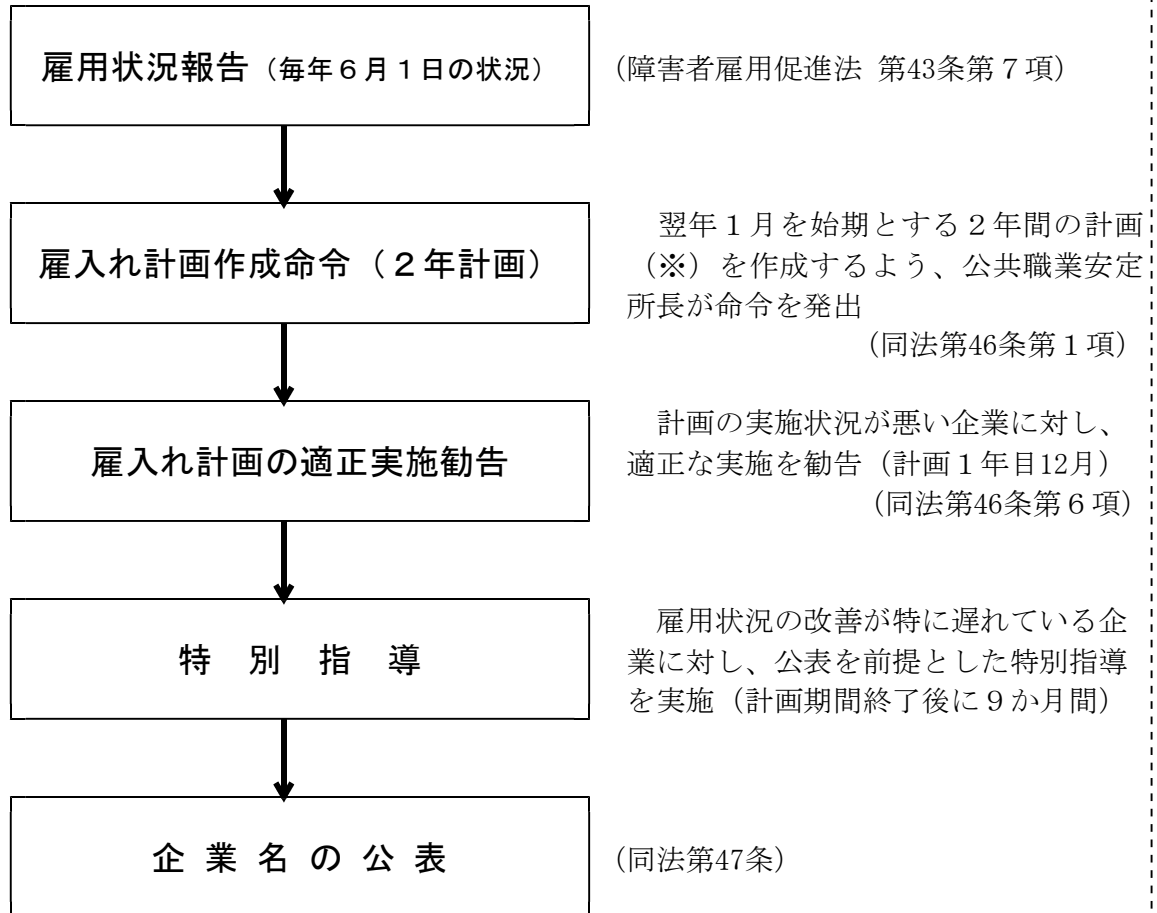 雇用状況報告（毎年６月１日の状況）
（障害者雇用促進法 第43条第７項）
雇入れ計画作成命令（２年計画）
翌年１月を始期とする２年間の計画
（※）を作成するよう、公共職業安定
所長が命令を発出
（同法第46条第１項）
雇入れ計画の適正実施勧告
計画の実施状況が悪い企業に対し、
適正な実施を勧告（計画１年目12月）
（同法第46条第６項）
特 別 指 導
雇用状況の改善が特に遅れている企
業に対し、公表を前提とした特別指導
を実施（計画期間終了後に９か月間）
企 業 名 の 公 表
（同法第47条）